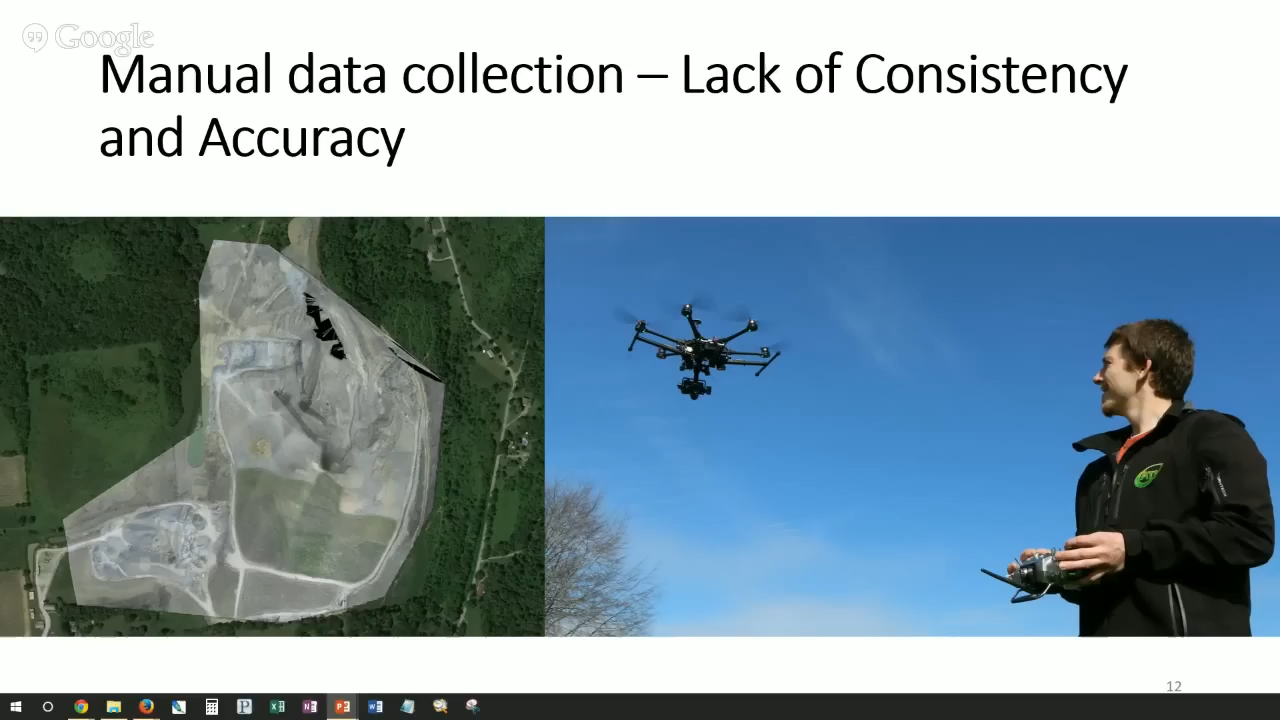 Google
Manual data collection – Lack of Consistency
and Accuracy
12